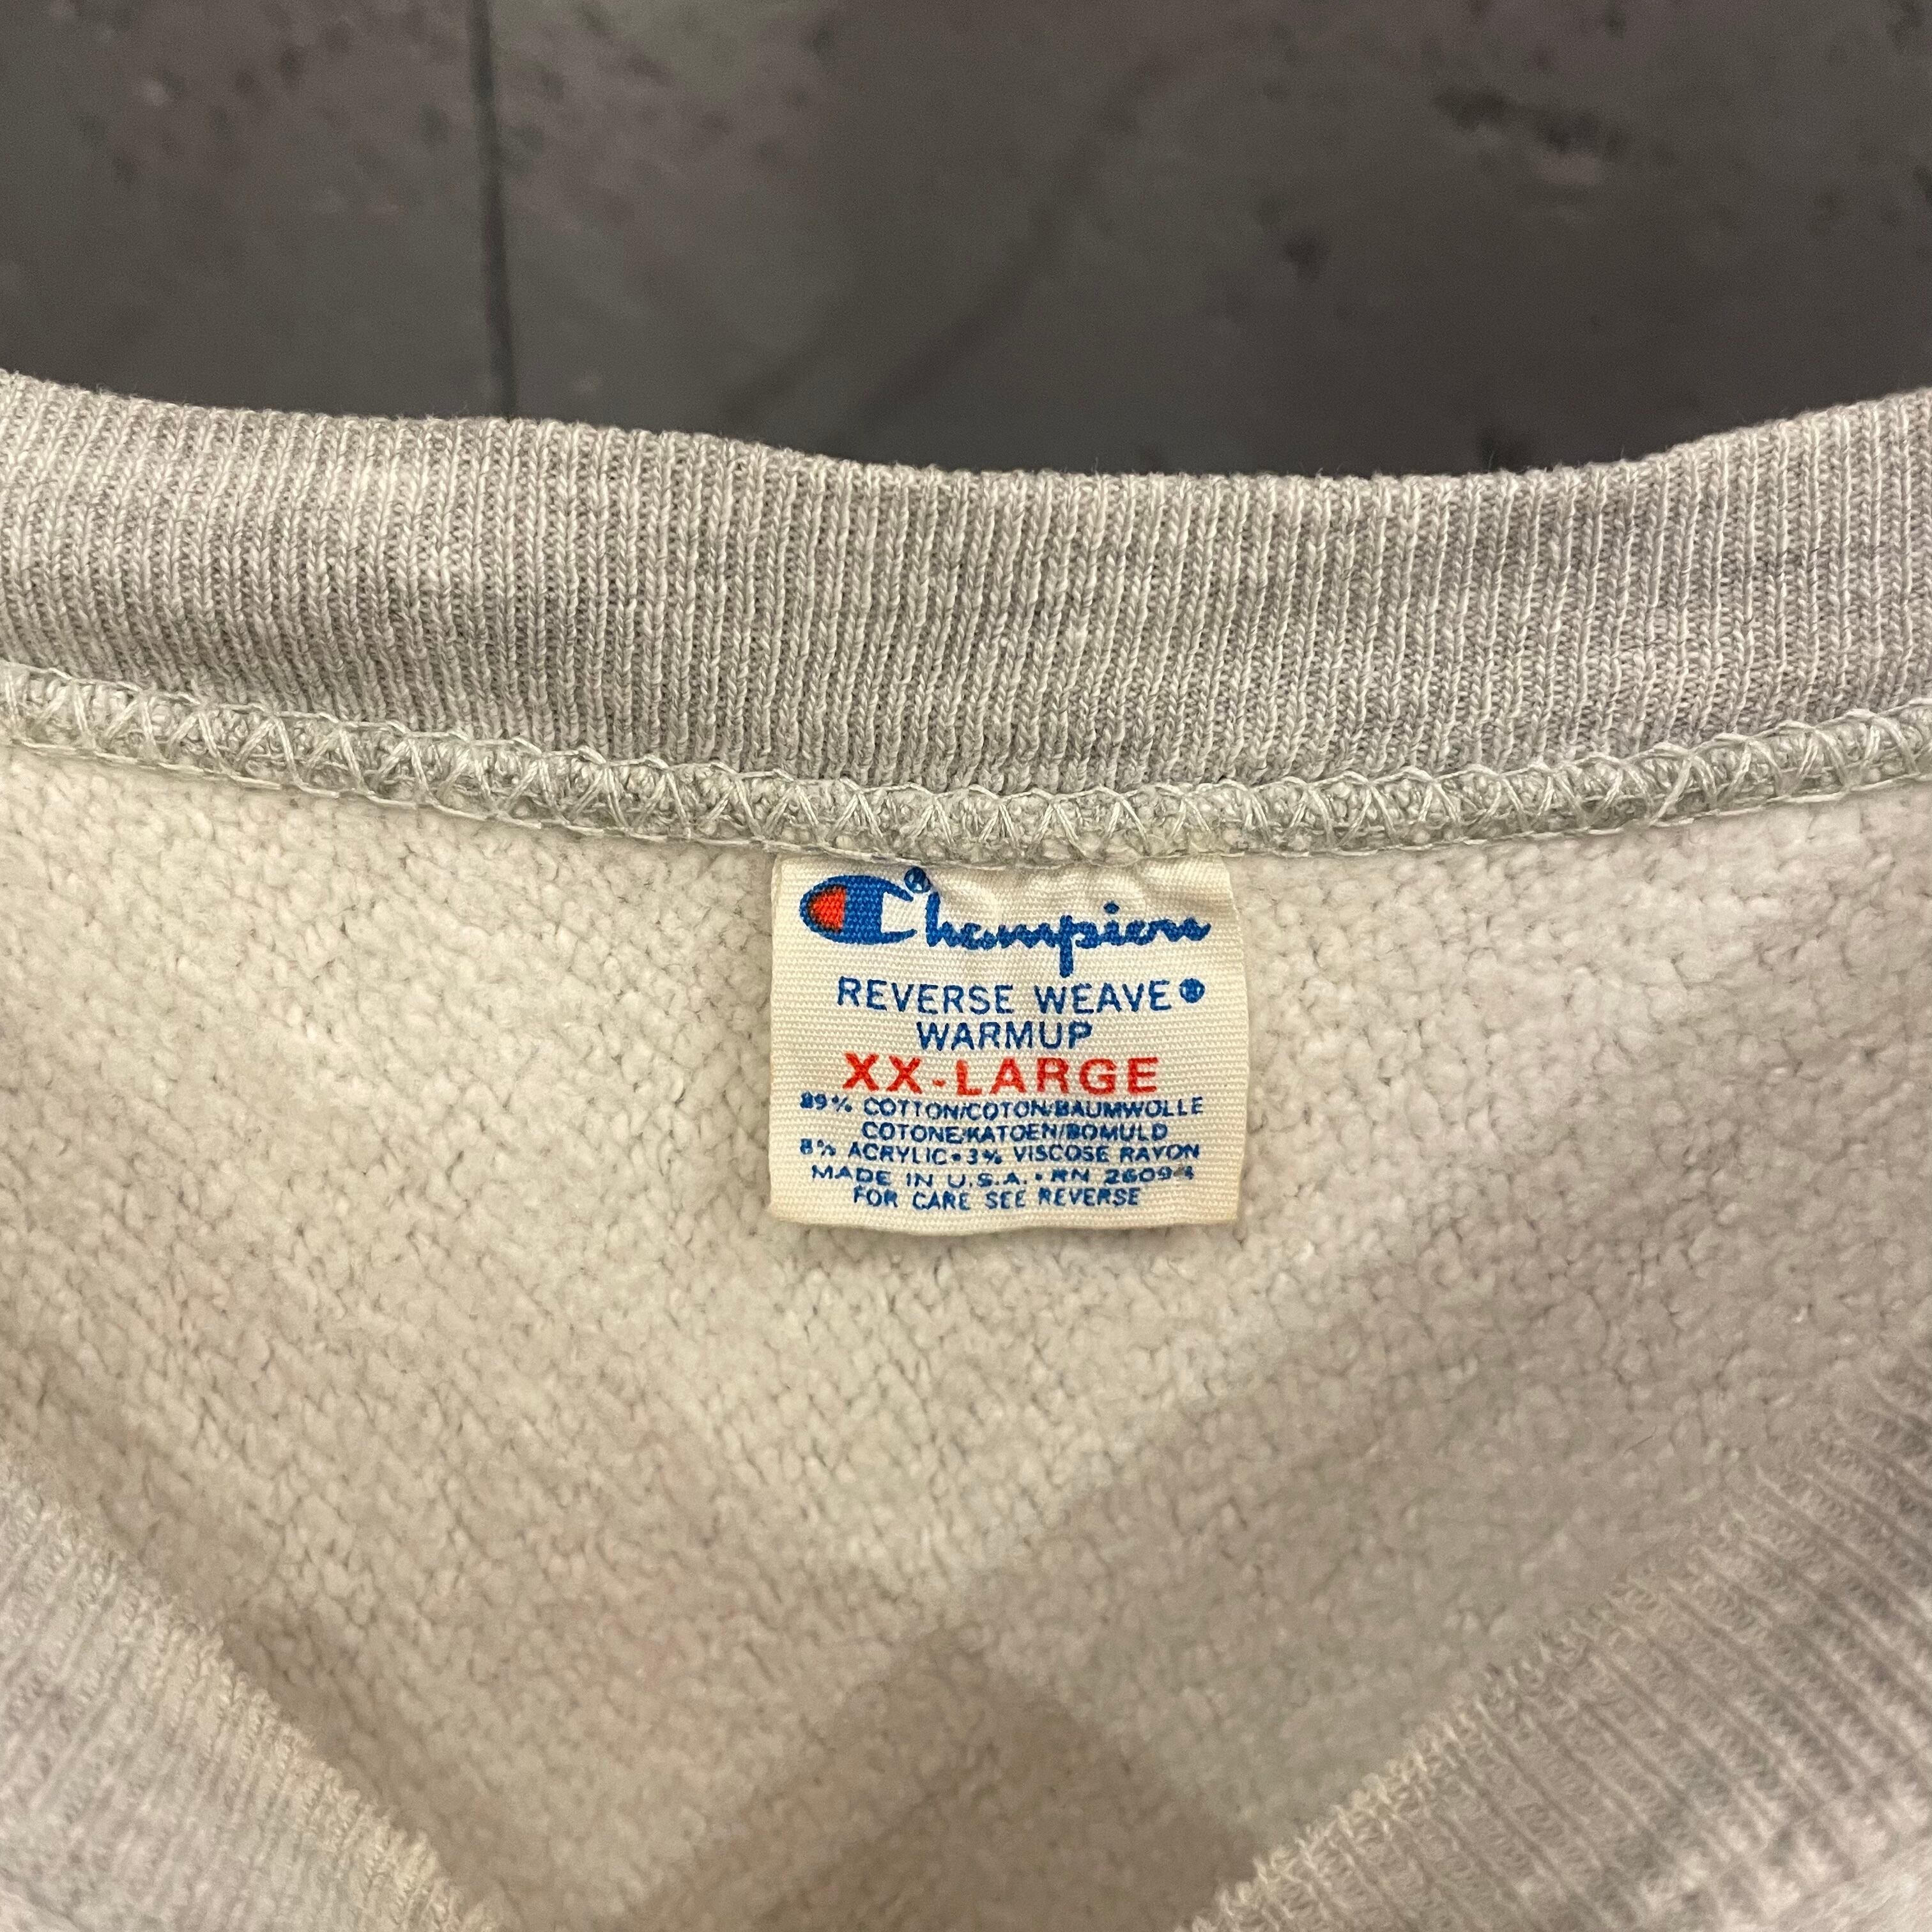 Champion®
REVERSE WEAVE®
WARMUP
XX-LARGE
89% COTTON/COTON/BAUMWOLLE
COTONE/KATOEN/BOMULD
8% ACRYLIC•3% VISCOSE RAYON
MADE IN U.S.A.•RN 26094
FOR CARE SEE REVERSE